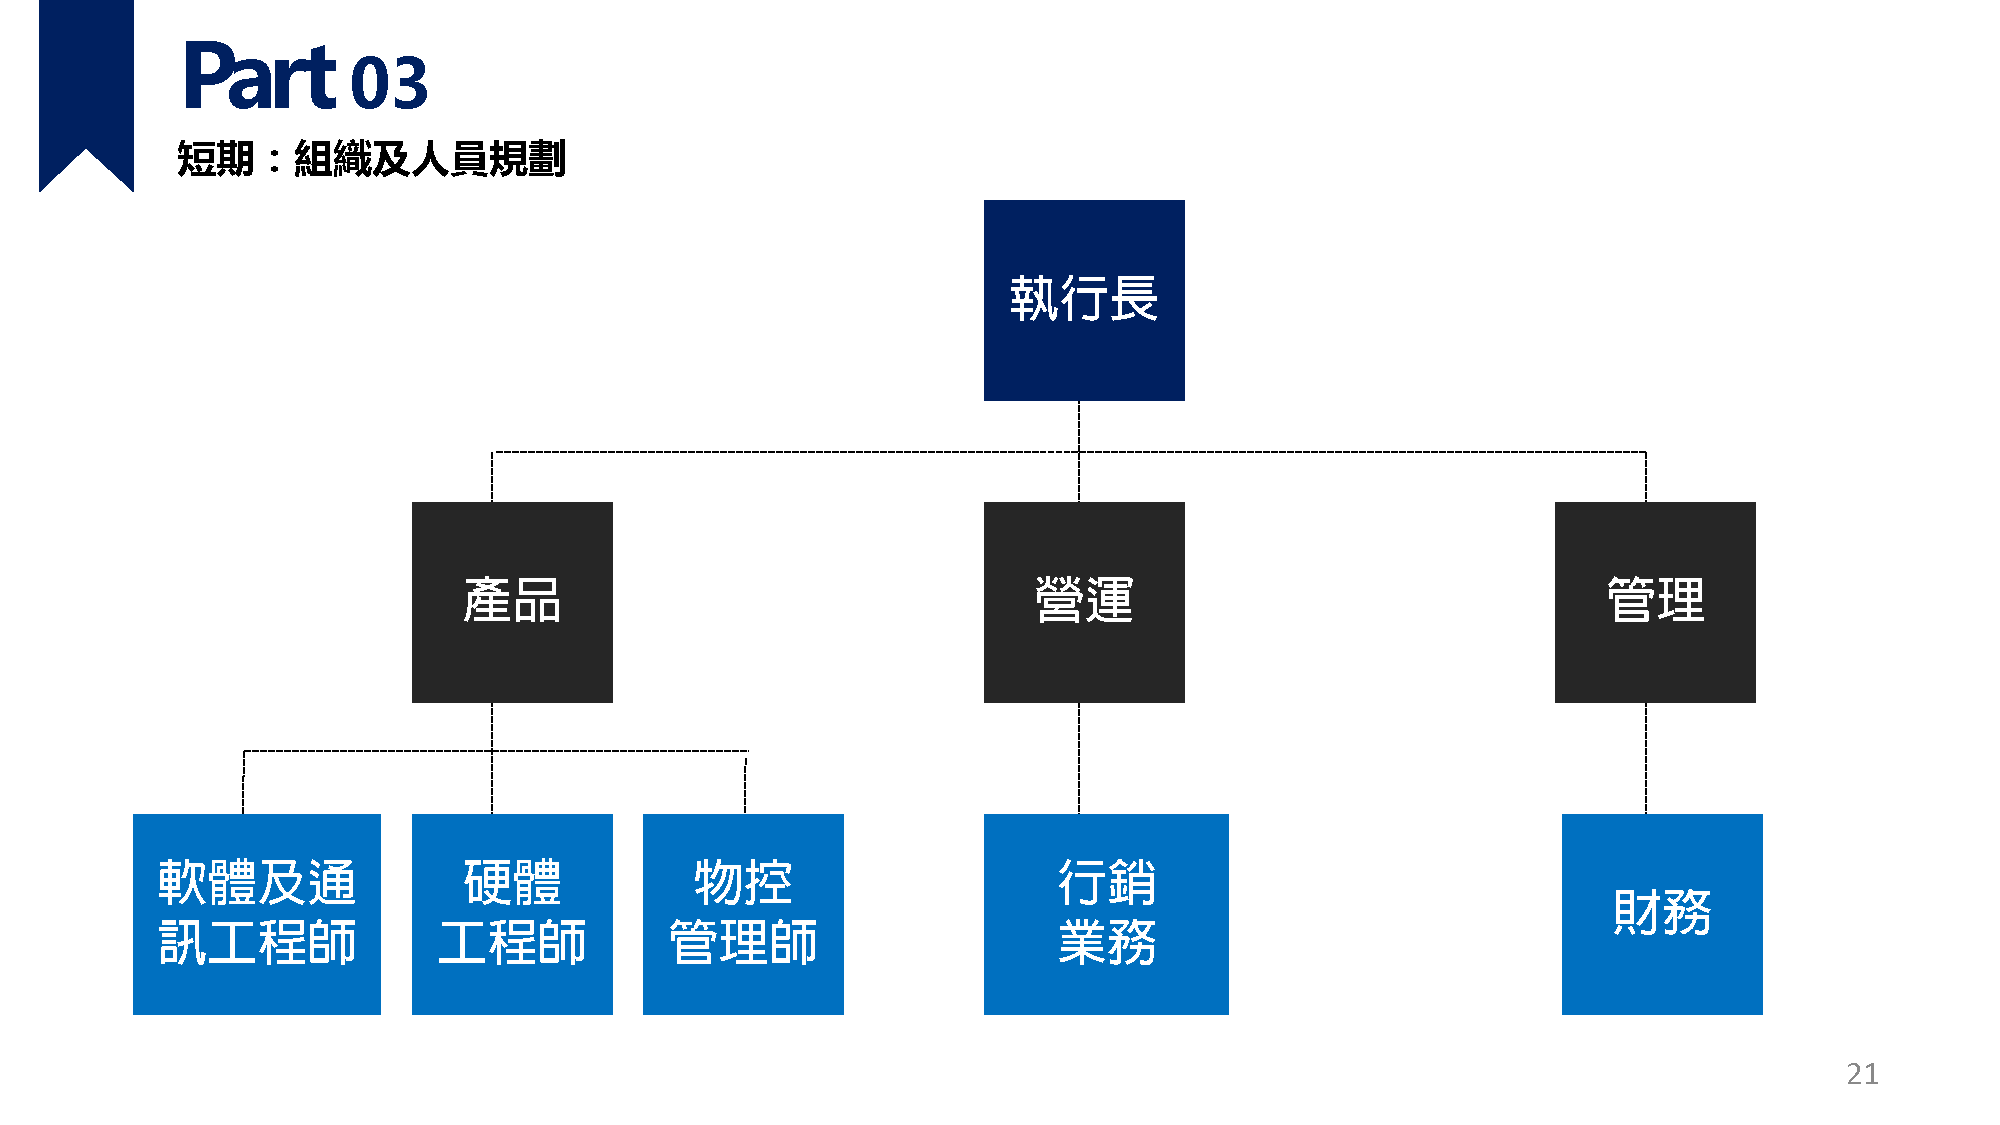 Part 03
短期：組織及人員規劃
執行長
產品
營運
管理
軟體及通
訊工程師
硬體
工程師
物控
管理師
行銷
業務
財務
21